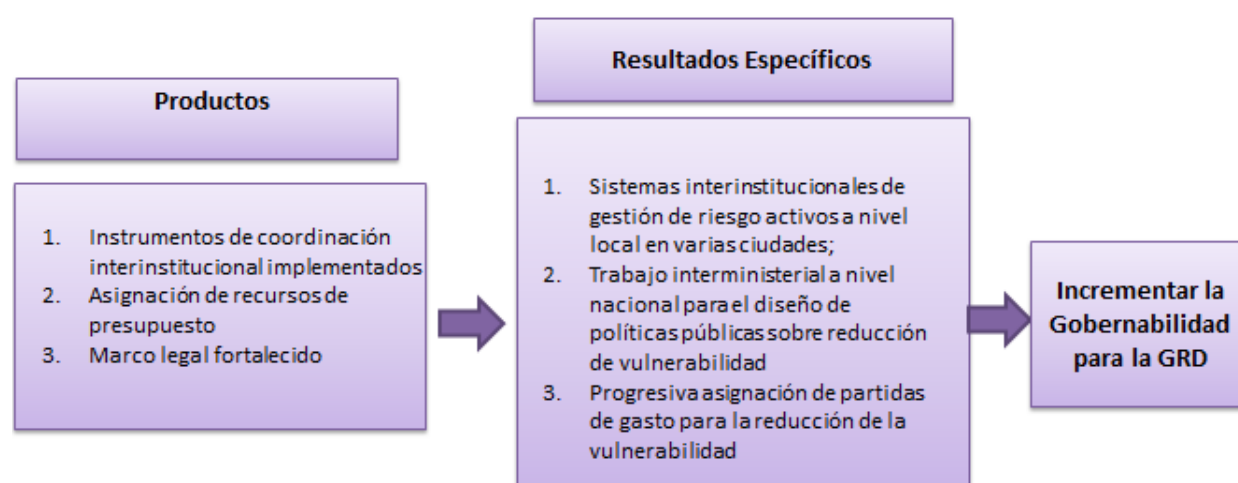 Productos
1. Instrumentos de coordinación
interinstitucional implementados
2. Asignación de recursos de
presupuesto
3. Marco legal fortalecido
Resultados Específicos
1. Sistemas interinstitucionales de
gestión de riesgo activos a nivel
local en varias ciudades;
2. Trabajo interministerial a nivel
nacional para el diseño de
políticas públicas sobre reducción
de vulnerabilidad
3. Progresiva asignación de partidas
de gasto para la reducción de la
vulnerabilidad
Incrementar la
Gobernabilidad
para la GRD